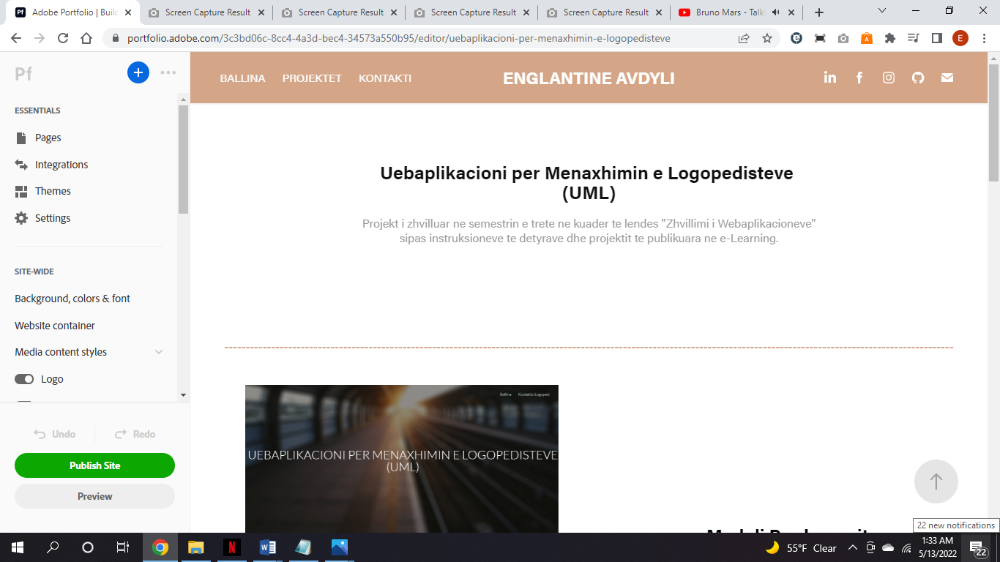 Adobe Portfolio | Buil
Screen Capture Result
Screen Capture Result
Screen Capture Result
Screen Capture Result
Bruno Mars - Talki
portfolio.adobe.com/3c3bd06c-8cc4-4a3d-bec4-34573a550b95/editor/uebaplikacioni-per-menaxhimin-e-logopedisteve
E
Pf
ESSENTIALS
Pages
Integrations
Themes
Settings
SITE-WIDE
Background, colors & font
Website container
Media content styles
Logo
Undo
Redo
Publish Site
Preview
BALLINA PROJEKTET KONTAKTI
ENGLANTINE AVDYLI
Uebaplikacioni per Menaxhimin e Logopedisteve
(UML)
Projekt i zhvilluar ne semestrin e trete ne kuader te lendes "Zhvillimi i Webaplikacioneve"
sipas instruksioneve te detyrave dhe projektit te publikuara ne e-Learning.
Ballina Kontakto Logoped
UEBAPLIKACIONI PER MENAXHIMIN E LOGOPEDISTEVE
(UML)
22 new notifications
55°F Clear
1:33 AM
5/13/2022
22